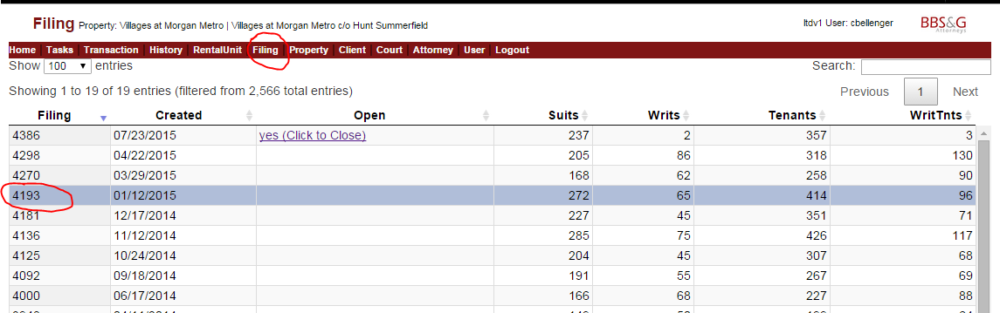 Filing Property: Villages at Morgan Metro | Villages at Morgan Metro c/o Hunt Summerfield ltdv1 User: cbellenger BBS&G
Attorneys
Home Tasks Transaction History RentalUnit Filing Property Client Court Attorney User Logout
Show 100 entries Search:
Showing 1 to 19 of 19 entries (filtered from 2,566 total entries) Previous 1 Next
Filing Created Open Suits Writs Tenants WritTnts
4386 07/23/2015 yes (Click to Close) 237 2 357 3
4298 04/22/2015 205 86 318 130
4270 03/29/2015 168 62 258 90
4193 01/12/2015 272 65 414 96
4181 12/17/2014 227 45 351 71
4136 11/12/2014 285 75 426 117
4125 10/24/2014 204 45 307 68
4092 09/18/2014 191 55 267 69
4000 06/17/2014 166 68 227 88